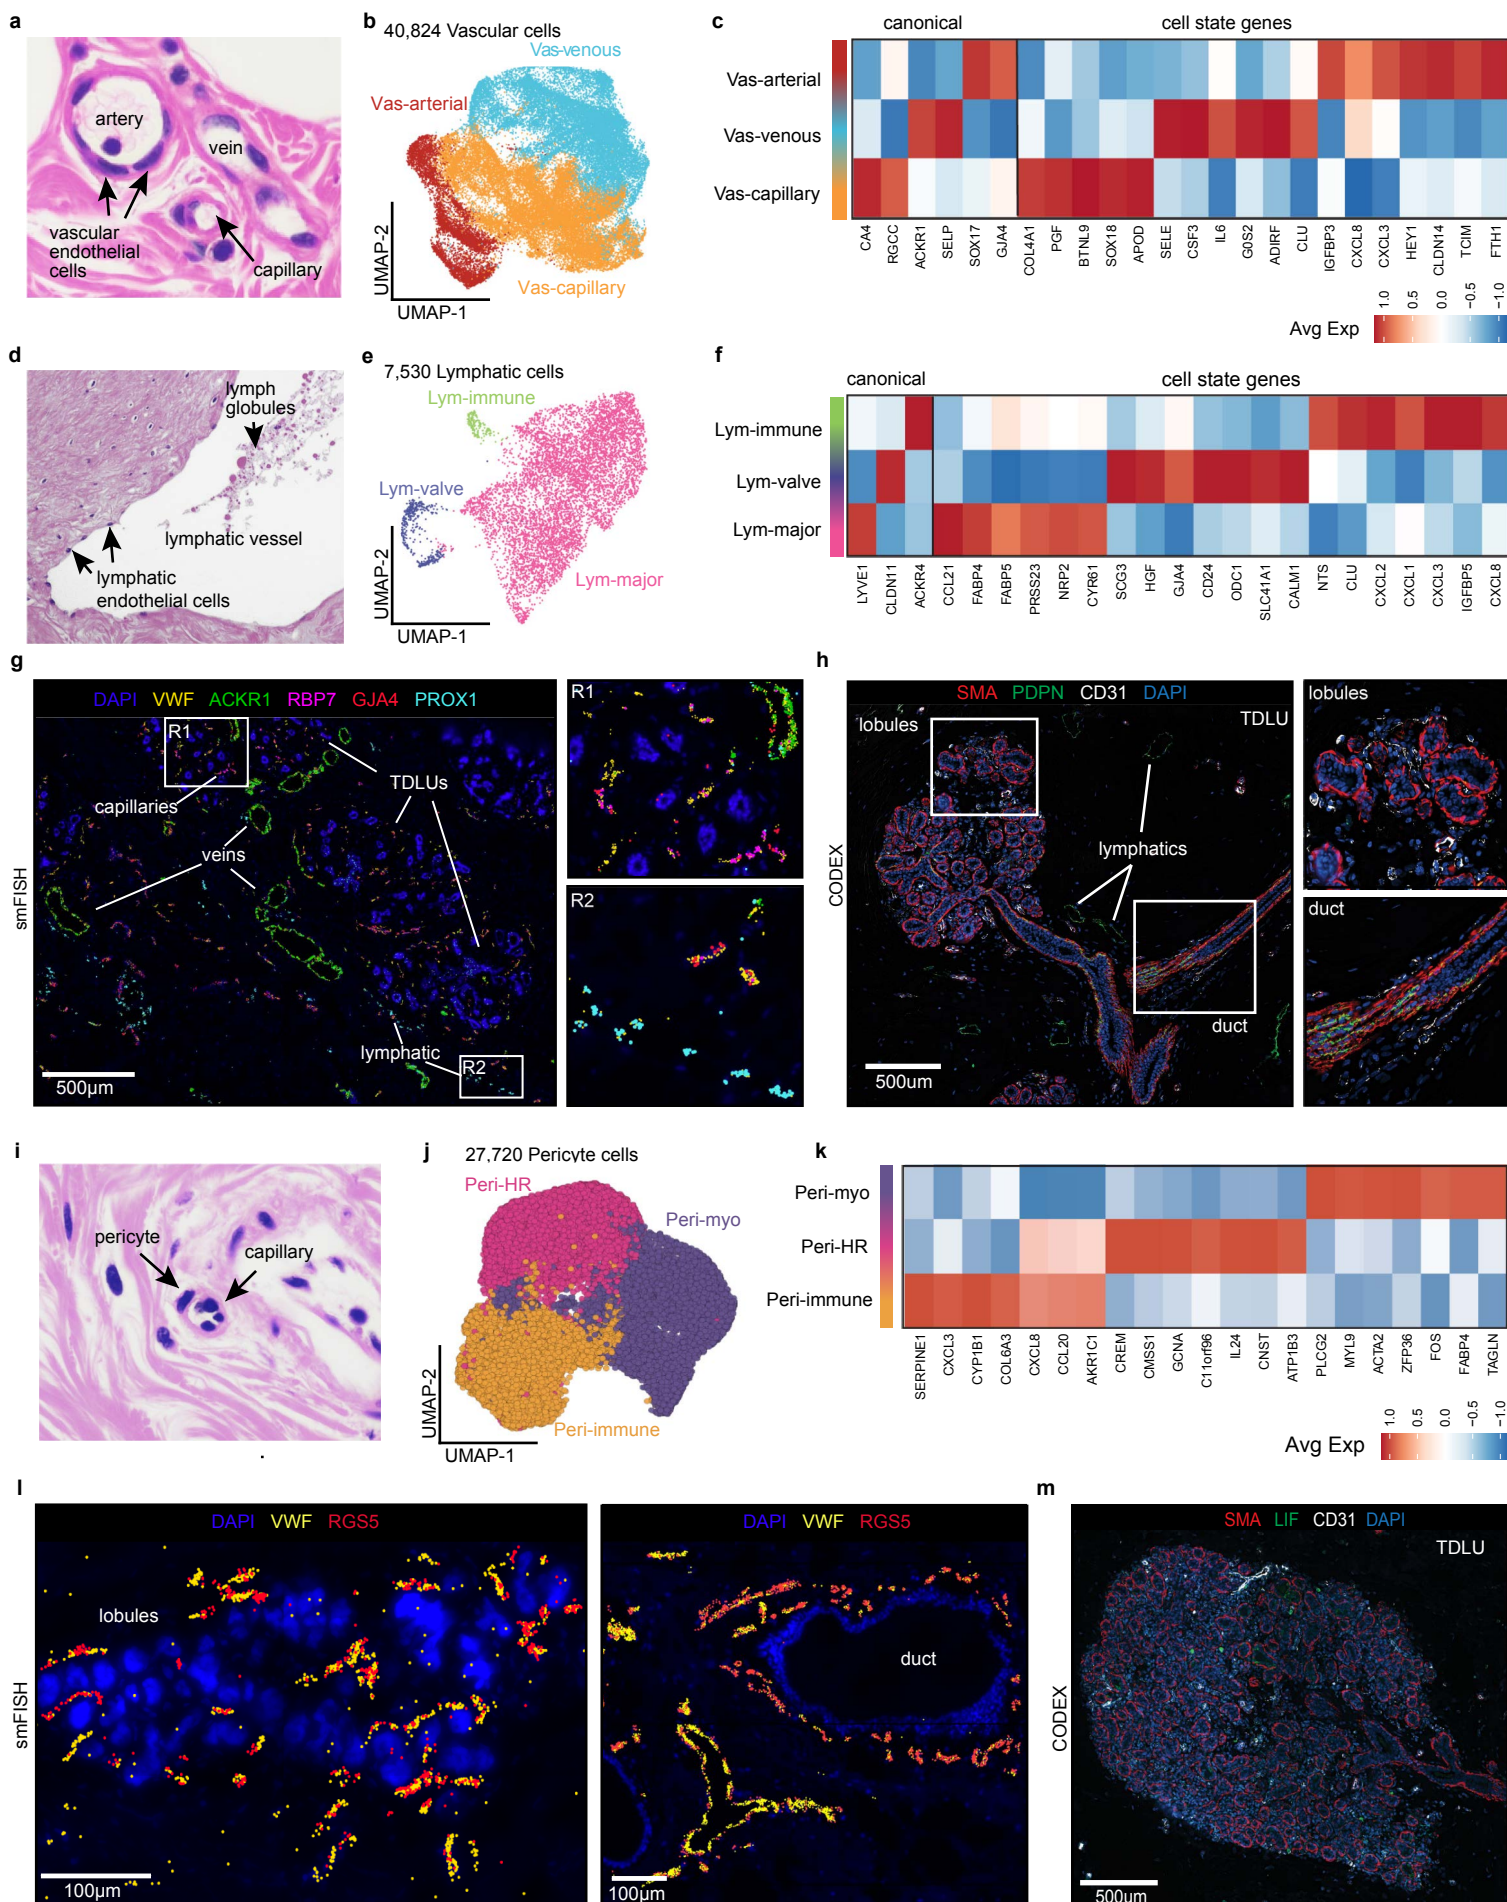 a
artery
vein
vascular
endothelial
cells
capillary
b
40,824 Vascular cells
Vas-venous
Vas-arterial
Vas-capillary
UMAP-2
UMAP-1
c
canonical
cell state genes
Vas-arterial
Vas-venous
Vas-capillary
CA4
RGCC
ACKR1
SELP
SOX17
GJA4
COL4A1
PGF
BTNL9
SOX18
APOD
SELE
CSF3
IL6
G0S2
ADIRF
CLU
IGFBP3
CXCL8
CXCL3
HEY1
CLDN14
TCIM
FTH1
Avg Exp
1.0
0.5
0.0
−0.5
−1.0
d
lymph
globules
lymphatic vessel
lymphatic
endothelial cells
e
7,530 Lymphatic cells
Lym-immune
Lym-valve
Lym-major
UMAP-2
UMAP-1
f
canonical
cell state genes
Lym-immune
Lym-valve
Lym-major
LYVE1
CLDN11
ACKR4
CCL21
FABP4
FABP5
PRSS23
NRP2
CYR61
SCG3
HGF
GJA4
CD24
ODC1
SLC41A1
CALM1
NTS
CLU
CXCL2
CXCL1
CXCL3
IGFBP5
CXCL8
g
smFISH
DAPI VWF ACKR1 RBP7 GJA4 PROX1
R1
capillaries
TDLUs
veins
lymphatic
R2
500µm
R1
R2
h
CODEX
SMA PDPN CD31 DAPI
lobules
TDLU
lymphatics
duct
500um
lobules
duct
i
pericyte
capillary
j
27,720 Pericyte cells
Peri-HR
Peri-myo
Peri-immune
UMAP-2
UMAP-1
k
Peri-myo
Peri-HR
Peri-immune
SERPINE1
CXCL3
CYP1B1
COL6A3
CXCL8
CCL20
AKR1C1
CREM
CMSS1
GCNA
C11orf96
IL24
CNST
ATP1B3
PLCG2
MYL9
ACTA2
ZFP36
FOS
FABP4
TAGLN
Avg Exp
1.0
0.5
0.0
−0.5
−1.0
l
smFISH
DAPI VWF RGS5
lobules
100µm
DAPI VWF RGS5
duct
100µm
m
CODEX
SMA LIF CD31 DAPI
TDLU
500um